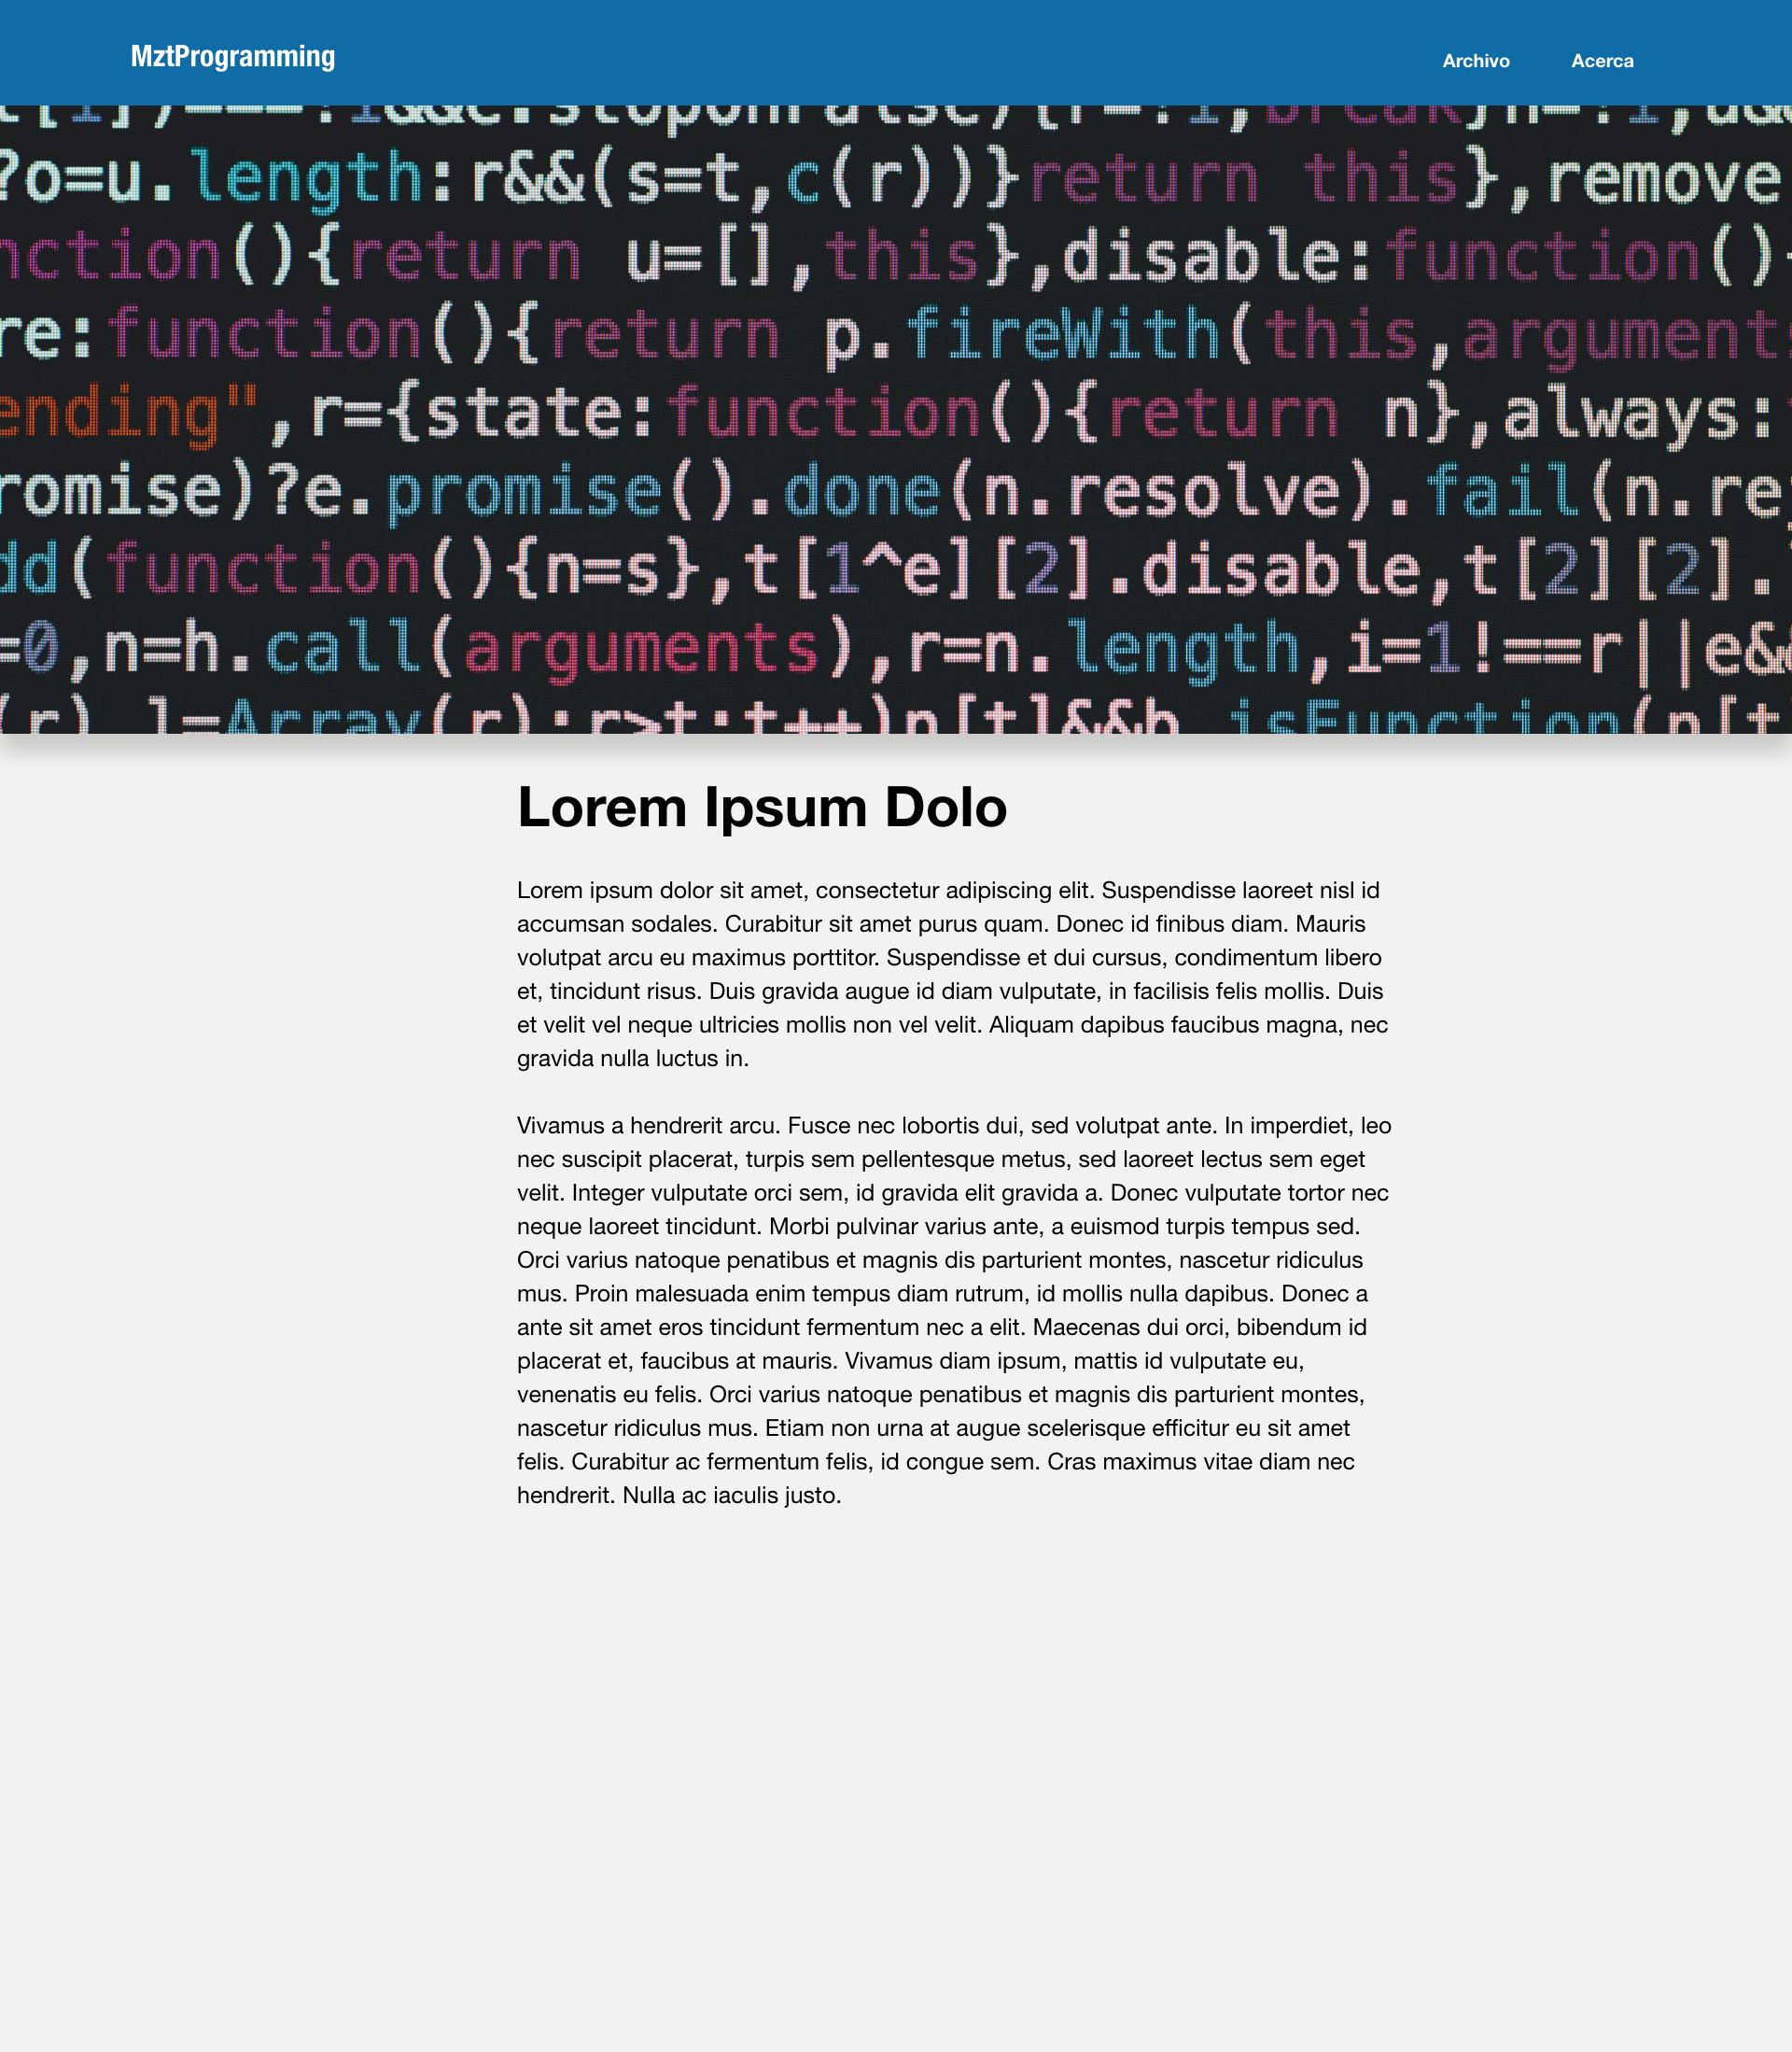 MztProgramming
Archivo Acerca
?o=u.length:r&&(s=t,c(r))}return this},remove
nction(){return u=[],this},disable:function()
re:function(){return p.fireWith(this,arguments
ending",r={state:function(){return n},always:
romise)?e.promise().done(n.resolve).fail(n.re
dd(function(){n=s},t[1^e][2].disable,t[2][2].
=0,n=h.call(arguments),r=n.length,i=1!==r||e&&
(r),l=Array(r);r>t;t++)n[t]&&b.isFunction(n[t
Lorem Ipsum Dolo
Lorem ipsum dolor sit amet, consectetur adipiscing elit. Suspendisse laoreet nisl id
accumsan sodales. Curabitur sit amet purus quam. Donec id finibus diam. Mauris
volutpat arcu eu maximus porttitor. Suspendisse et dui cursus, condimentum libero
et, tincidunt risus. Duis gravida augue id diam vulputate, in facilisis felis mollis. Duis
et velit vel neque ultricies mollis non vel velit. Aliquam dapibus faucibus magna, nec
gravida nulla luctus in.
Vivamus a hendrerit arcu. Fusce nec lobortis dui, sed volutpat ante. In imperdiet, leo
nec suscipit placerat, turpis sem pellentesque metus, sed laoreet lectus sem eget
velit. Integer vulputate orci sem, id gravida elit gravida a. Donec vulputate tortor nec
neque laoreet tincidunt. Morbi pulvinar varius ante, a euismod turpis tempus sed.
Orci varius natoque penatibus et magnis dis parturient montes, nascetur ridiculus
mus. Proin malesuada enim tempus diam rutrum, id mollis nulla dapibus. Donec a
ante sit amet eros tincidunt fermentum nec a elit. Maecenas dui orci, bibendum id
placerat et, faucibus at mauris. Vivamus diam ipsum, mattis id vulputate eu,
venenatis eu felis. Orci varius natoque penatibus et magnis dis parturient montes,
nascetur ridiculus mus. Etiam non urna at augue scelerisque efficitur eu sit amet
felis. Curabitur ac fermentum felis, id congue sem. Cras maximus vitae diam nec
hendrerit. Nulla ac iaculis justo.